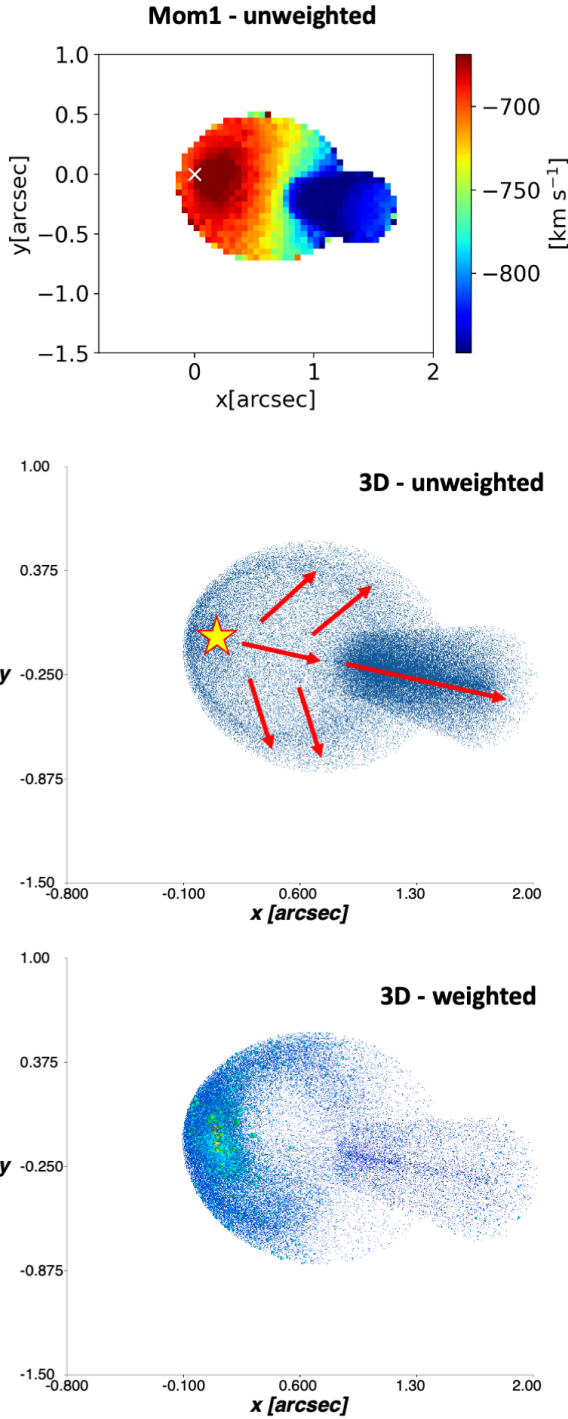 Mom1 - unweighted
1.0
0.5
0.0
−0.5
−1.0
−1.5
y[arcsec]
0 1 2
x[arcsec]
−700
−750
−800
[km s⁻¹]
3D - unweighted
1.00
0.375
y
-0.250
-0.875
-1.50
-0.800 -0.100 0.600 1.30 2.00
x [arcsec]
3D - weighted
1.00
0.375
y
-0.250
-0.875
-1.50
-0.800 -0.100 0.600 1.30 2.00
x [arcsec]